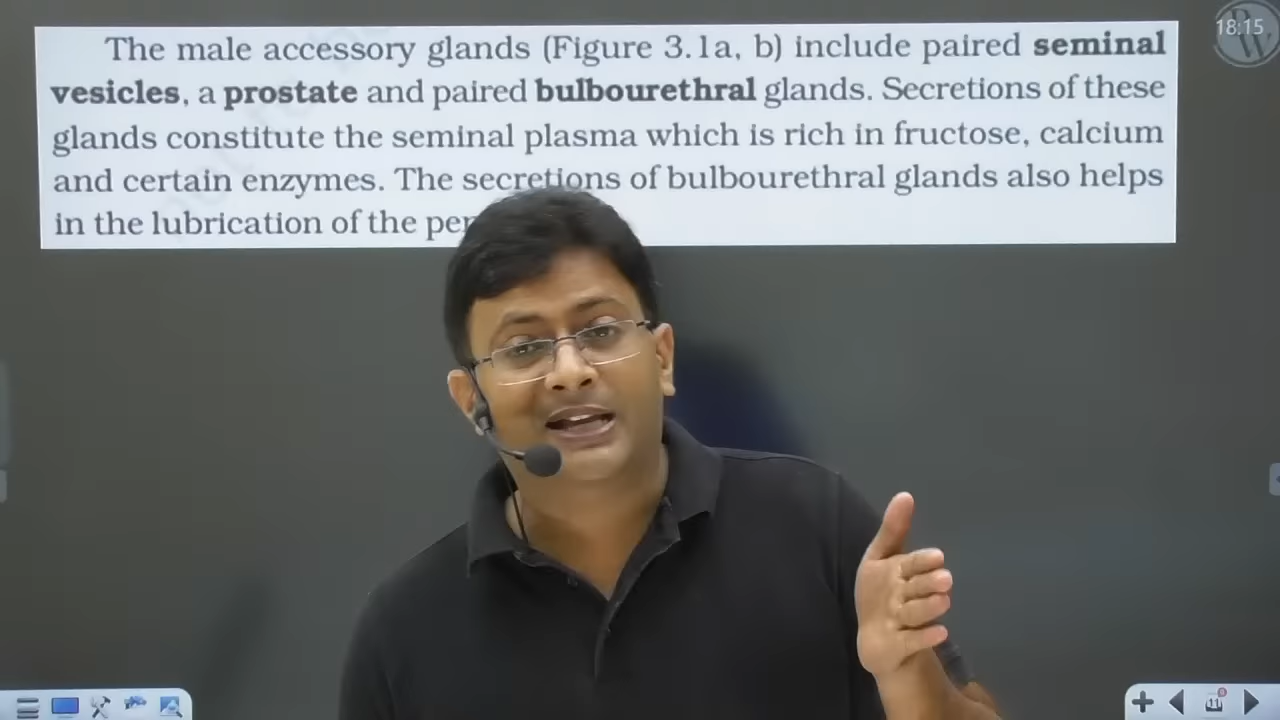 18:15
The male accessory glands (Figure 3.1a, b) include paired seminal
vesicles, a prostate and paired bulbourethral glands. Secretions of these
glands constitute the seminal plasma which is rich in fructose, calcium
and certain enzymes. The secretions of bulbourethral glands also helps
in the lubrication of the
11